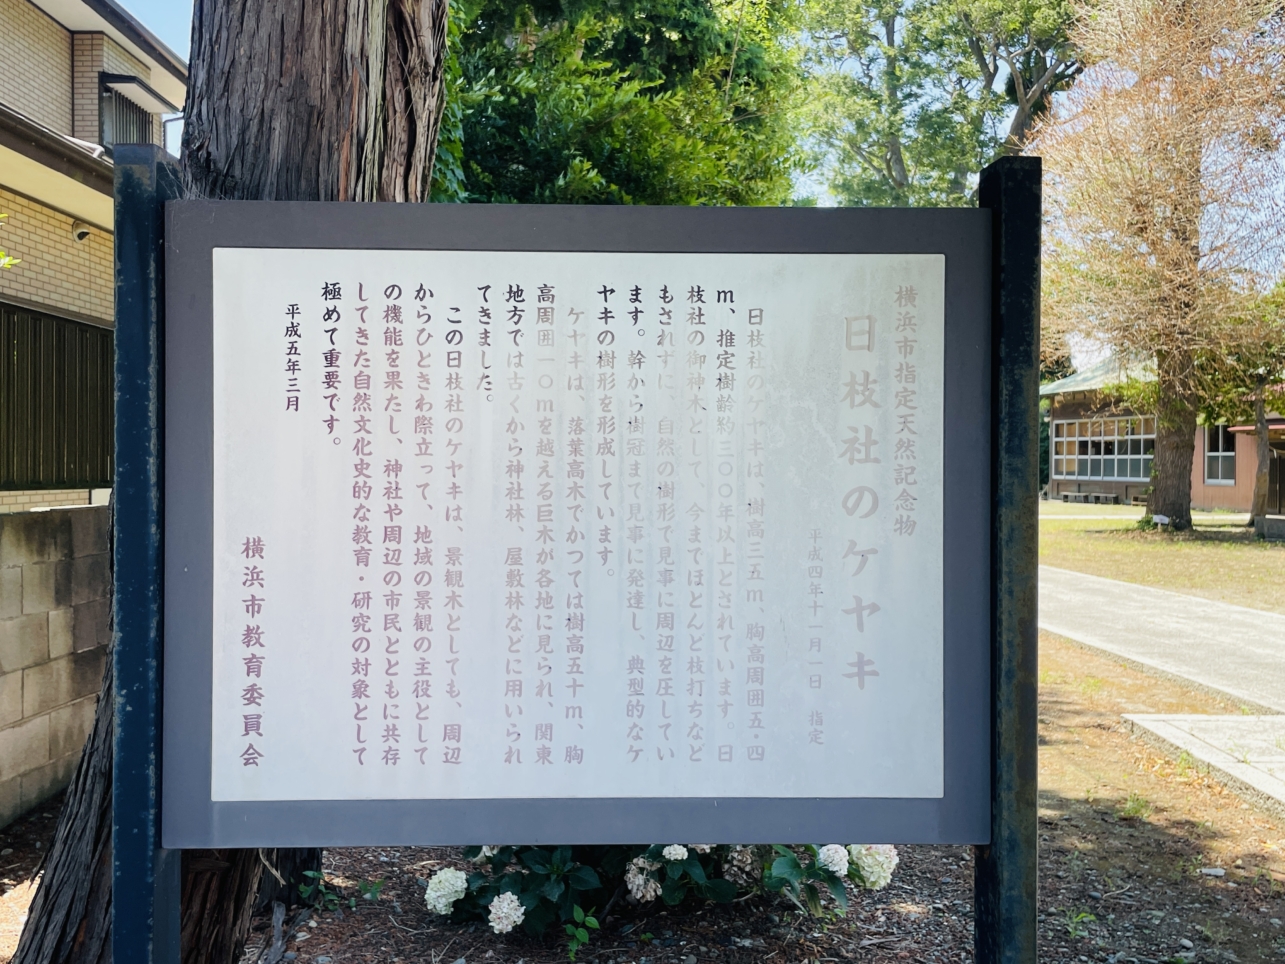 横浜市指定天然記念物
日枝社のケヤキ
平成四年十一月一日 指定
日枝社のケヤキは、樹高三五m、胸高周囲五・四
m、推定樹齢約三〇〇年以上とされています。日
枝社の御神木として、今までほとんど枝打ちなど
もされずに、自然の樹形で見事に周辺を圧してい
ます。幹から樹冠まで見事に発達し、典型的なケ
ヤキの樹形を形成しています。
ケヤキは、落葉高木でかつては樹高五十m、胸
高周囲一〇mを越える巨木が各地に見られ、関東
地方では古くから神社林、屋敷林などに用いられ
てきました。
この日枝社のケヤキは、景観木としても、周辺
からひときわ際立って、地域の景観の主役として
の機能を果たし、神社や周辺の市民とともに共存
してきた自然文化史的な教育・研究の対象として
極めて重要です。
平成五年三月
横浜市教育委員会